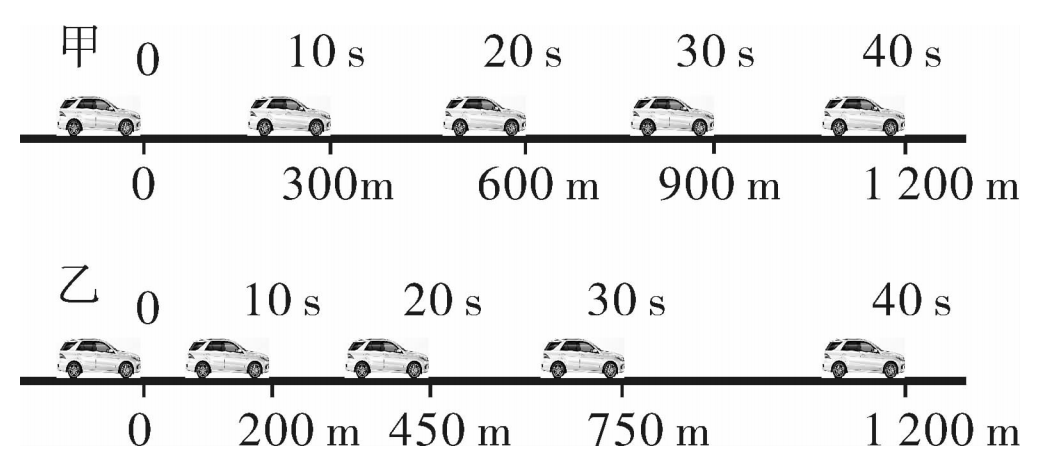 甲 0 10 s 20 s 30 s 40 s
0 300m 600 m 900 m 1 200 m
乙 0 10 s 20 s 30 s 40 s
0 200 m 450 m 750 m 1 200 m